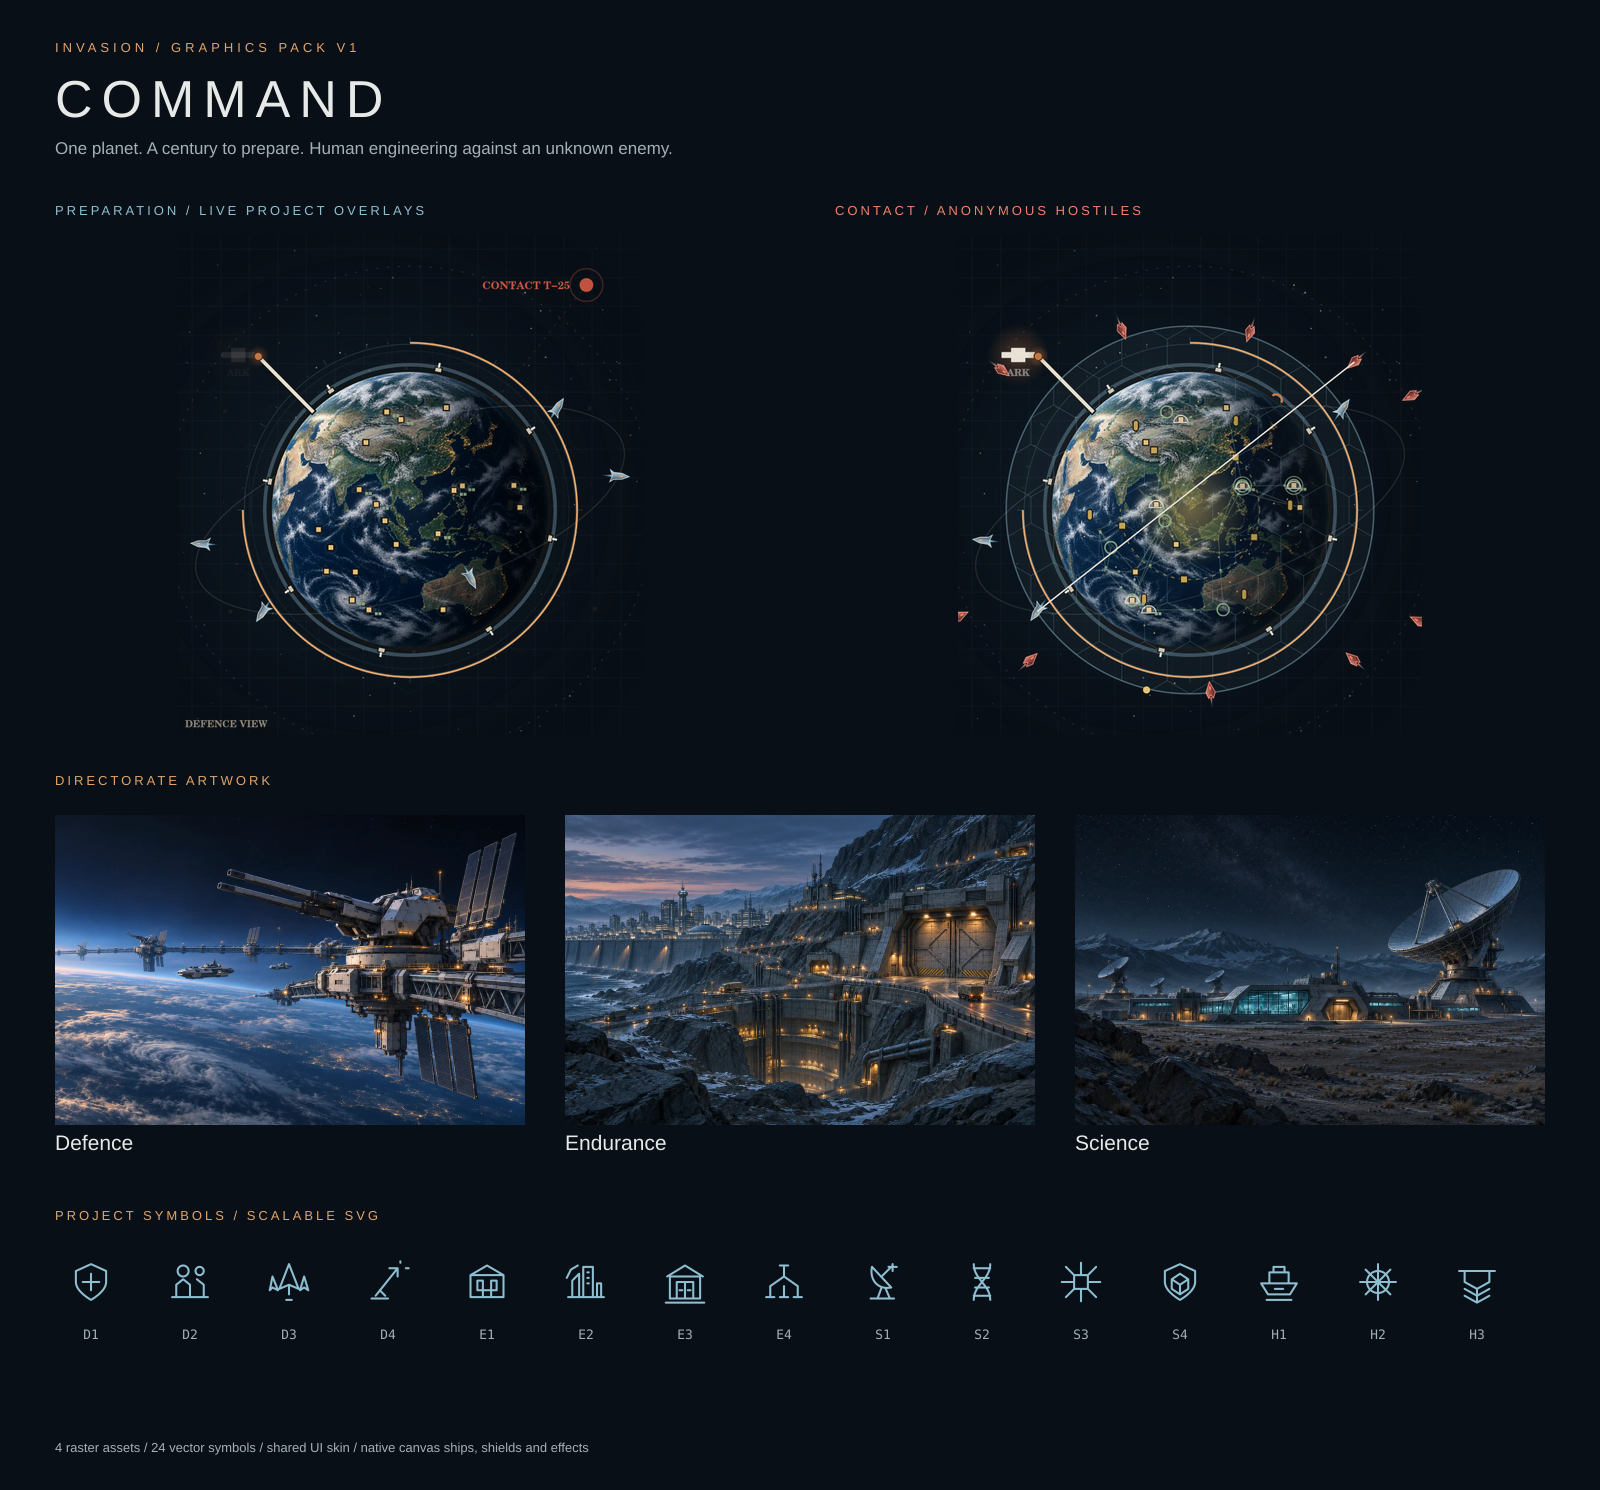 INVASION / GRAPHICS PACK V1
COMMAND
One planet. A century to prepare. Human engineering against an unknown enemy.
PREPARATION / LIVE PROJECT OVERLAYS
CONTACT / ANONYMOUS HOSTILES
CONTACT T–25
ARK
ARK
DEFENCE VIEW
DIRECTORATE ARTWORK
Defence
Endurance
Science
PROJECT SYMBOLS / SCALABLE SVG
D1 D2 D3 D4 E1 E2 E3 E4 S1 S2 S3 S4 H1 H2 H3
4 raster assets / 24 vector symbols / shared UI skin / native canvas ships, shields and effects